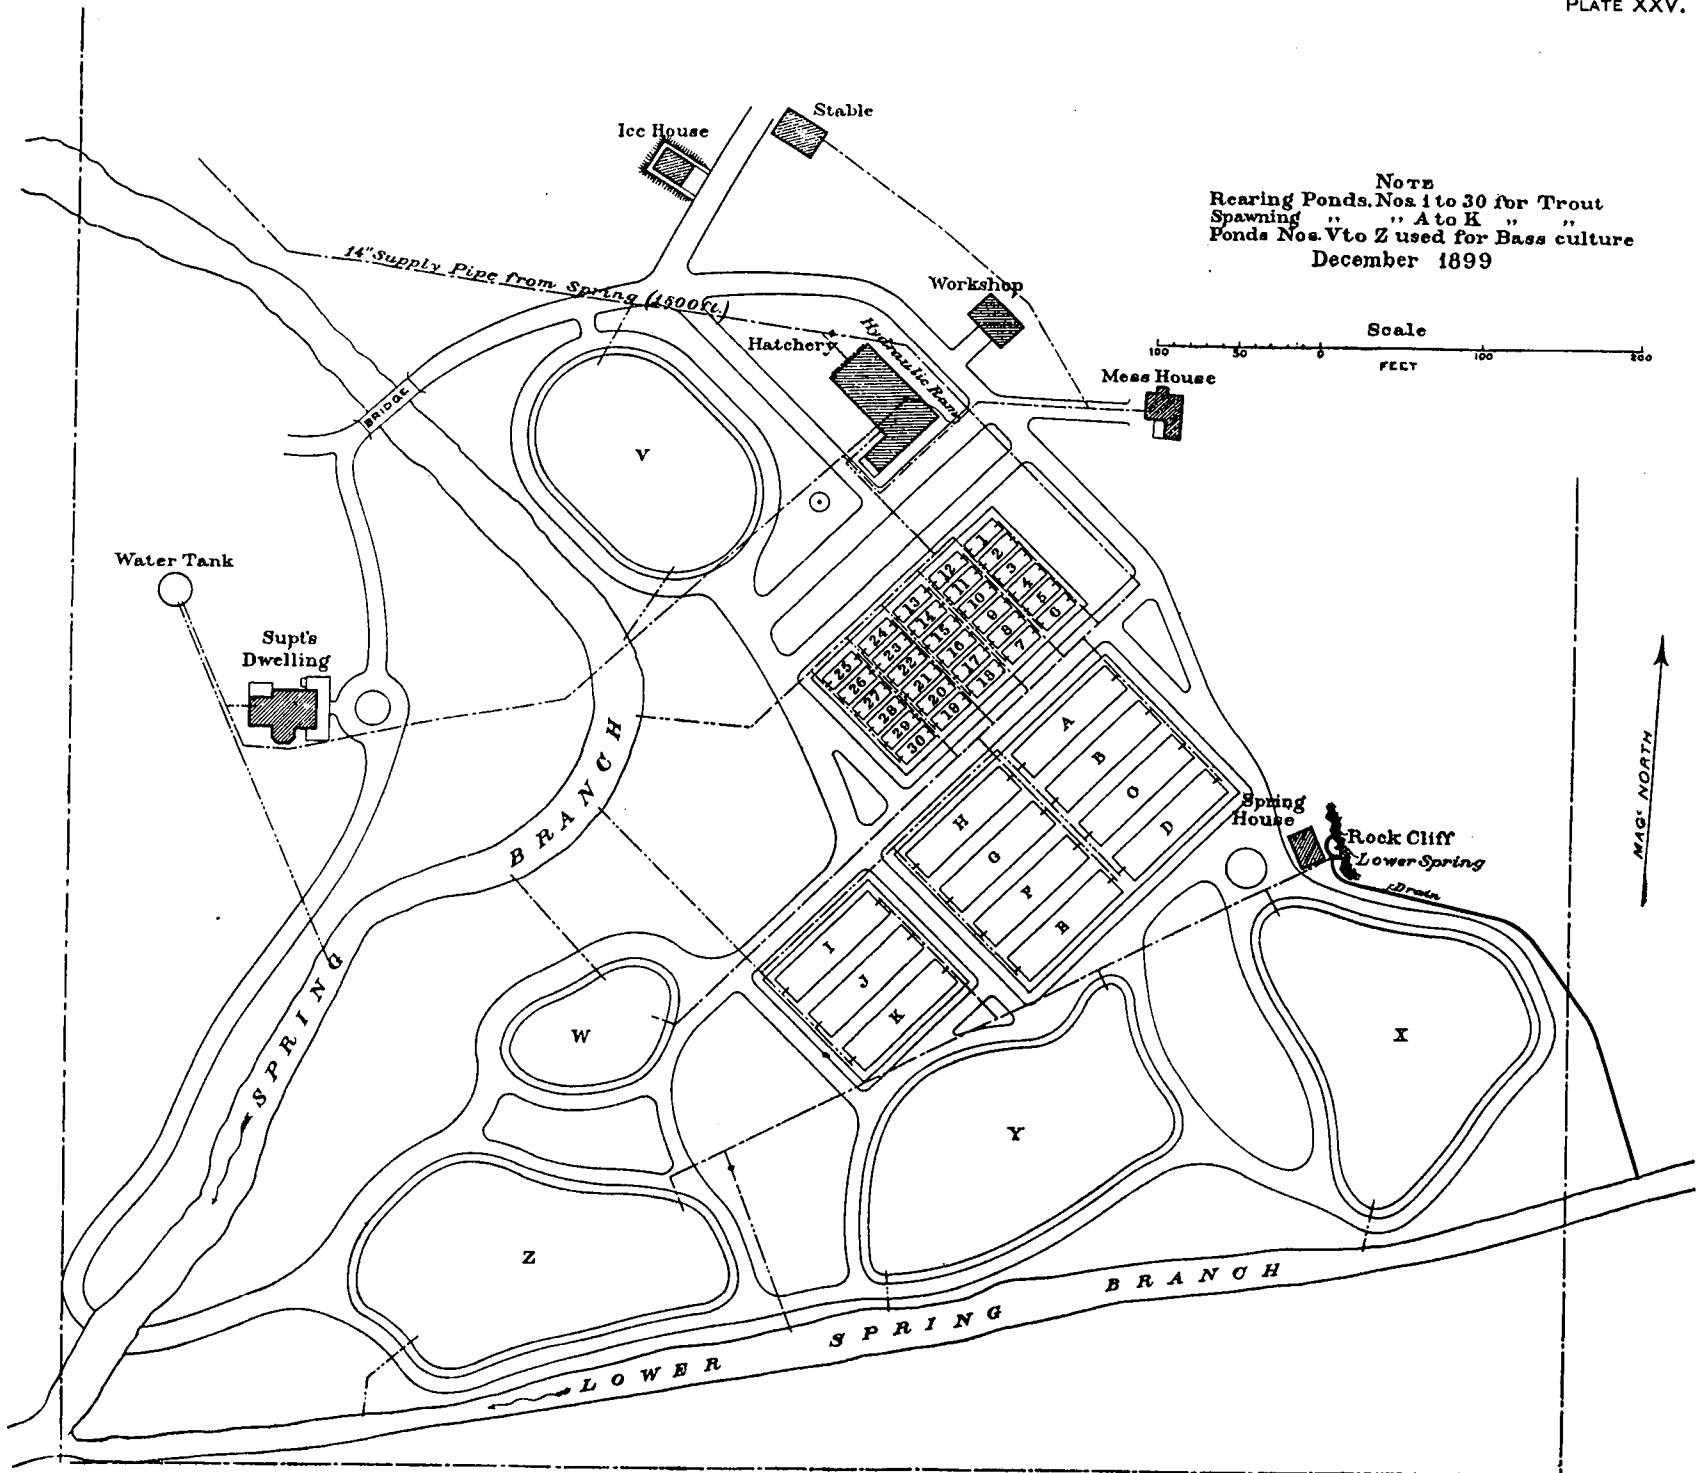 PLATE XXV.
Stable
Ice House
NOTE
Rearing Ponds. Nos. 1 to 30 for Trout
Spawning ,, ,, A to K ,, ,,
Ponds Nos. V to Z used for Bass culture
December 1899
14" Supply Pipe from Spring (1500 ft.)
Workshop
Scale
100 50 0 100 200
FEET
Hatchery
Hydraulic Rams
Mess House
BRIDGE
V
Water Tank
Supt's
Dwelling
1
2
3
4
5
6
12
11
10
9
8
7
13
14
15
16
17
18
24
23
22
21
20
19
25
26
27
28
29
30
A
B
C
D
H
G
F
E
I
J
K
MAG. NORTH
Spring
House
Rock Cliff
Lower Spring
Drain
SPRING BRANCH
W
X
Y
Z
LOWER SPRING BRANCH